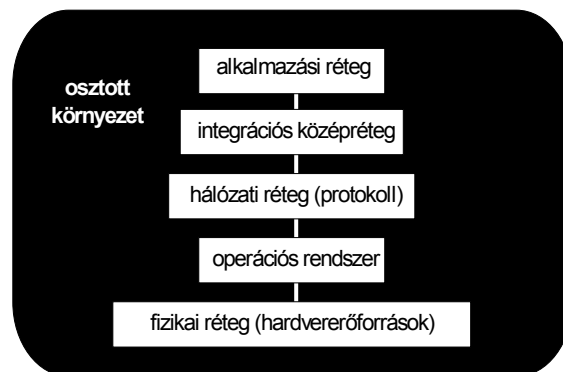 osztott
környezet
alkalmazási réteg
integrációs középréteg
hálózati réteg (protokoll)
operációs rendszer
fizikai réteg (hardvererőforrások)